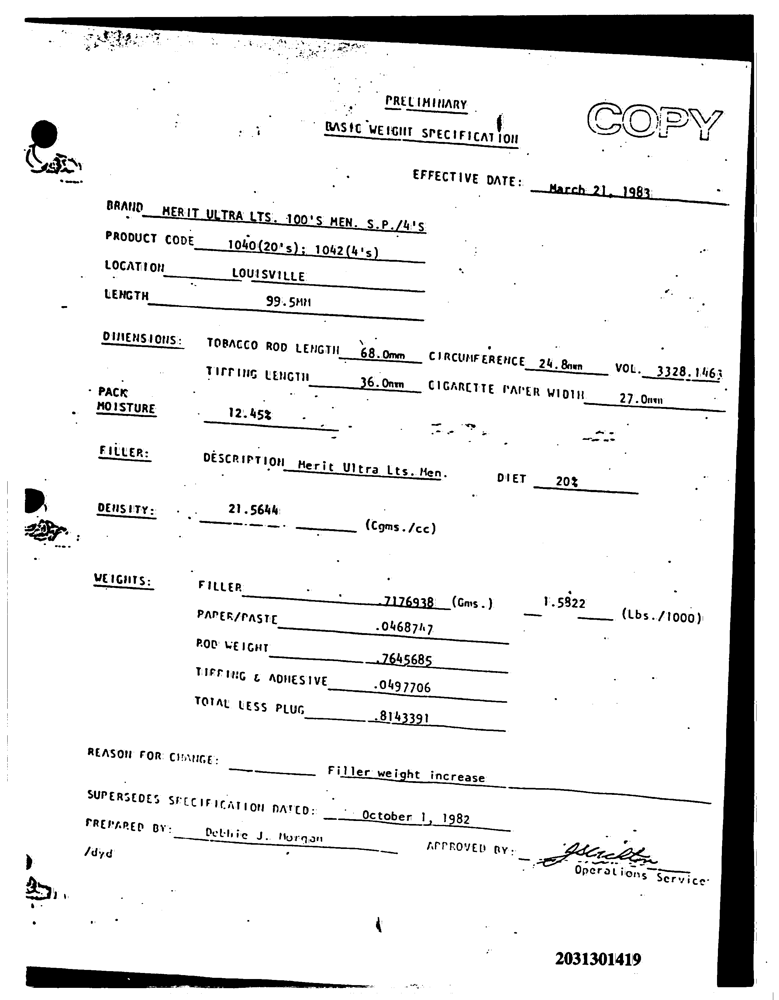 PRELIMINARY
COPY
BASIC WEIGHT SPECIFICATION
EFFECTIVE DATE: March 21, 1983
BRAND MERIT ULTRA LTS. 100'S MEN. S.P./4'S
PRODUCT CODE 1040(20's); 1042(4's)
LOCATION LOUISVILLE
LENGTH 99.5MM
DIMENSIONS: TOBACCO ROD LENGTH 68.0mm CIRCUMFERENCE 24.8mm VOL. 3328.1463
TIPPING LENGTH 36.0mm CIGARETTE PAPER WIDTH 27.0mm
PACK
MOISTURE 12.45%
FILLER: DESCRIPTION Merit Ultra Lts. Men. DIET 20%
DENSITY: 21.5644 (Cgms./cc)
WEIGHTS: FILLER .7176938 (Gms.) 1.5822 (Lbs./1000)
PAPER/PASTE .0468747
ROD WEIGHT .7645685
TIPPING & ADHESIVE .0497706
TOTAL LESS PLUG .8143391
REASON FOR CHANGE: Filler weight increase
SUPERSEDES SPECIFICATION DATED: October 1, 1982
PREPARED BY: Debbie J. Morgan APPROVED BY:
/dyd Operations Service
2031301419